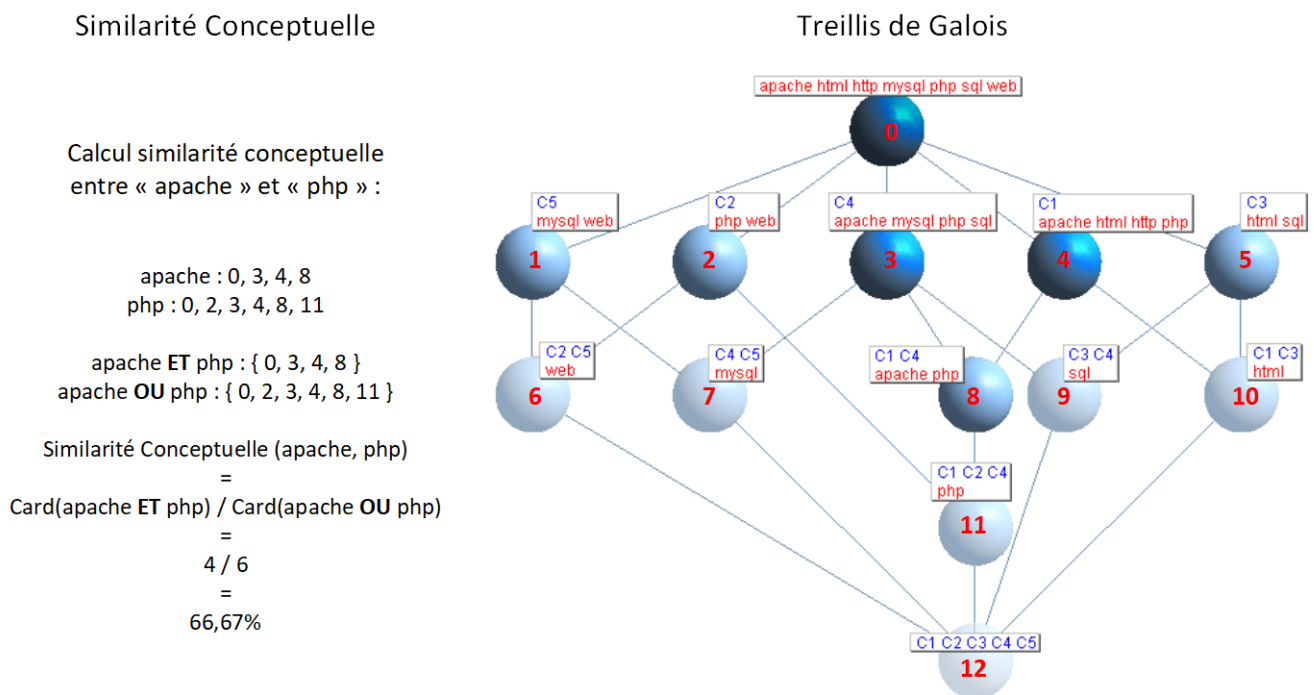 Similarité Conceptuelle
Calcul similarité conceptuelle
entre « apache » et « php » :
apache : 0, 3, 4, 8
php : 0, 2, 3, 4, 8, 11
apache ET php : { 0, 3, 4, 8 }
apache OU php : { 0, 2, 3, 4, 8, 11 }
Similarité Conceptuelle (apache, php)
=
Card(apache ET php) / Card(apache OU php)
=
4 / 6
=
66,67%
Treillis de Galois
apache html http mysql php sql web
0
C5
mysql web
1
C2
php web
2
C4
apache mysql php sql
3
C1
apache html http php
4
C3
html sql
5
C2 C5
web
6
C4 C5
mysql
7
C1 C4
apache php
8
C3 C4
sql
9
C1 C3
html
10
C1 C2 C4
php
11
C1 C2 C3 C4 C5
12